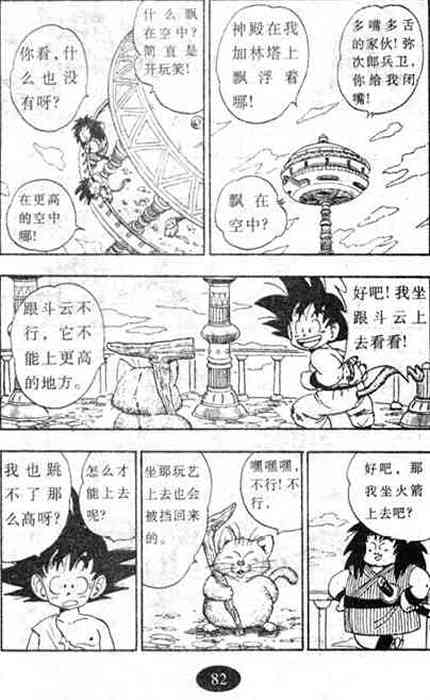 多嘴多舌
的家伙!弥
次郎兵卫,
你给我闭
嘴!
神殿在我
加林塔上
飘浮着
哪!
飘在
空中?
什么飘
在空中?
简直是
开玩笑!
你看,什
么也没
有呀?
在更高
的空中
哪!
好吧!我坐
跟斗云上
去看看!
跟斗云不
行,它不
能上更高
的地方。
好吧,那
我坐火箭
上去吧?
嘿嘿嘿,
不行!不
行,
坐那玩艺
上去也会
被挡回来
的。
怎么才
能上去
呢?
我也跳
不了那
么高呀?
82